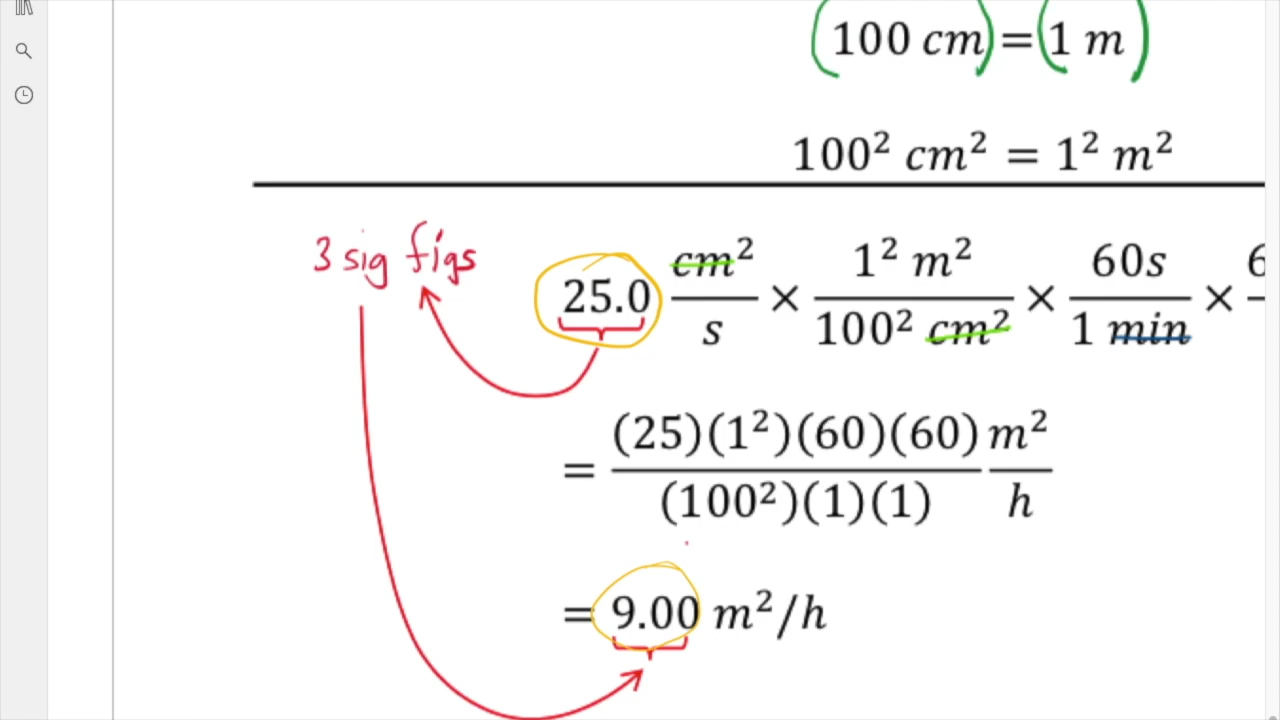 (100 cm) = (1 m)
100² cm² = 1² m²
3 sig figs
25.0 cm²/s × 1² m²/100² cm² × 60s/1 min × 6
= (25)(1²)(60)(60)/(100²)(1)(1) m²/h
= 9.00 m²/h